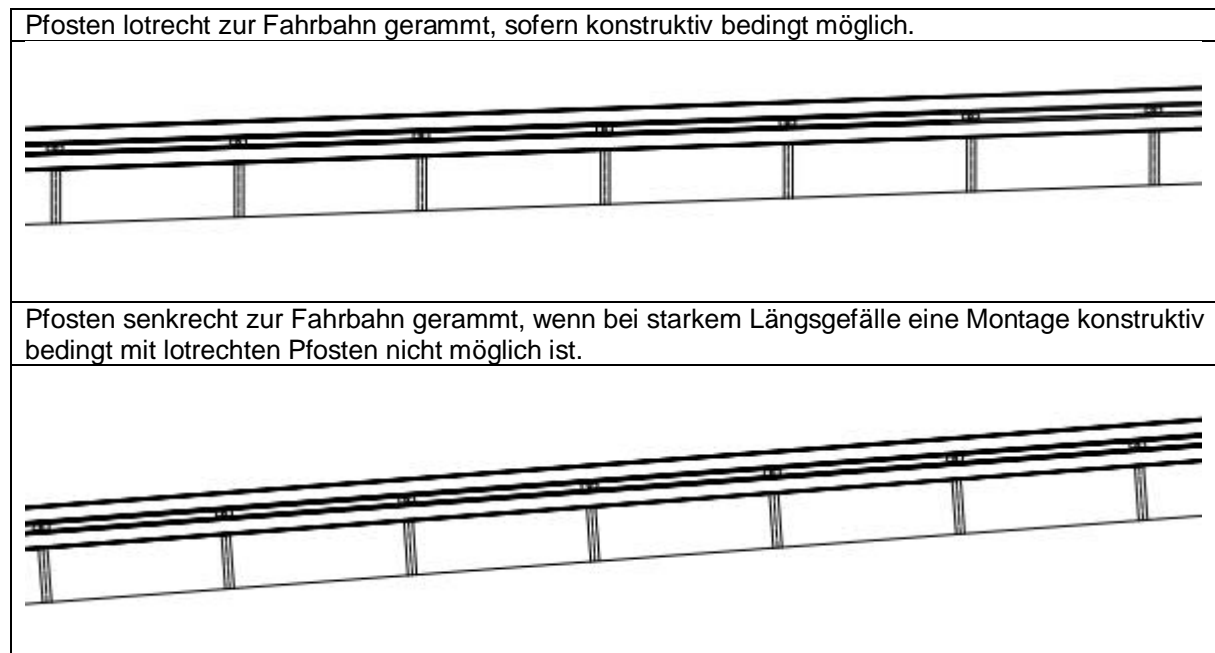 Pfosten lotrecht zur Fahrbahn gerammt, sofern konstruktiv bedingt möglich.
Pfosten senkrecht zur Fahrbahn gerammt, wenn bei starkem Längsgefälle eine Montage konstruktiv
bedingt mit lotrechten Pfosten nicht möglich ist.